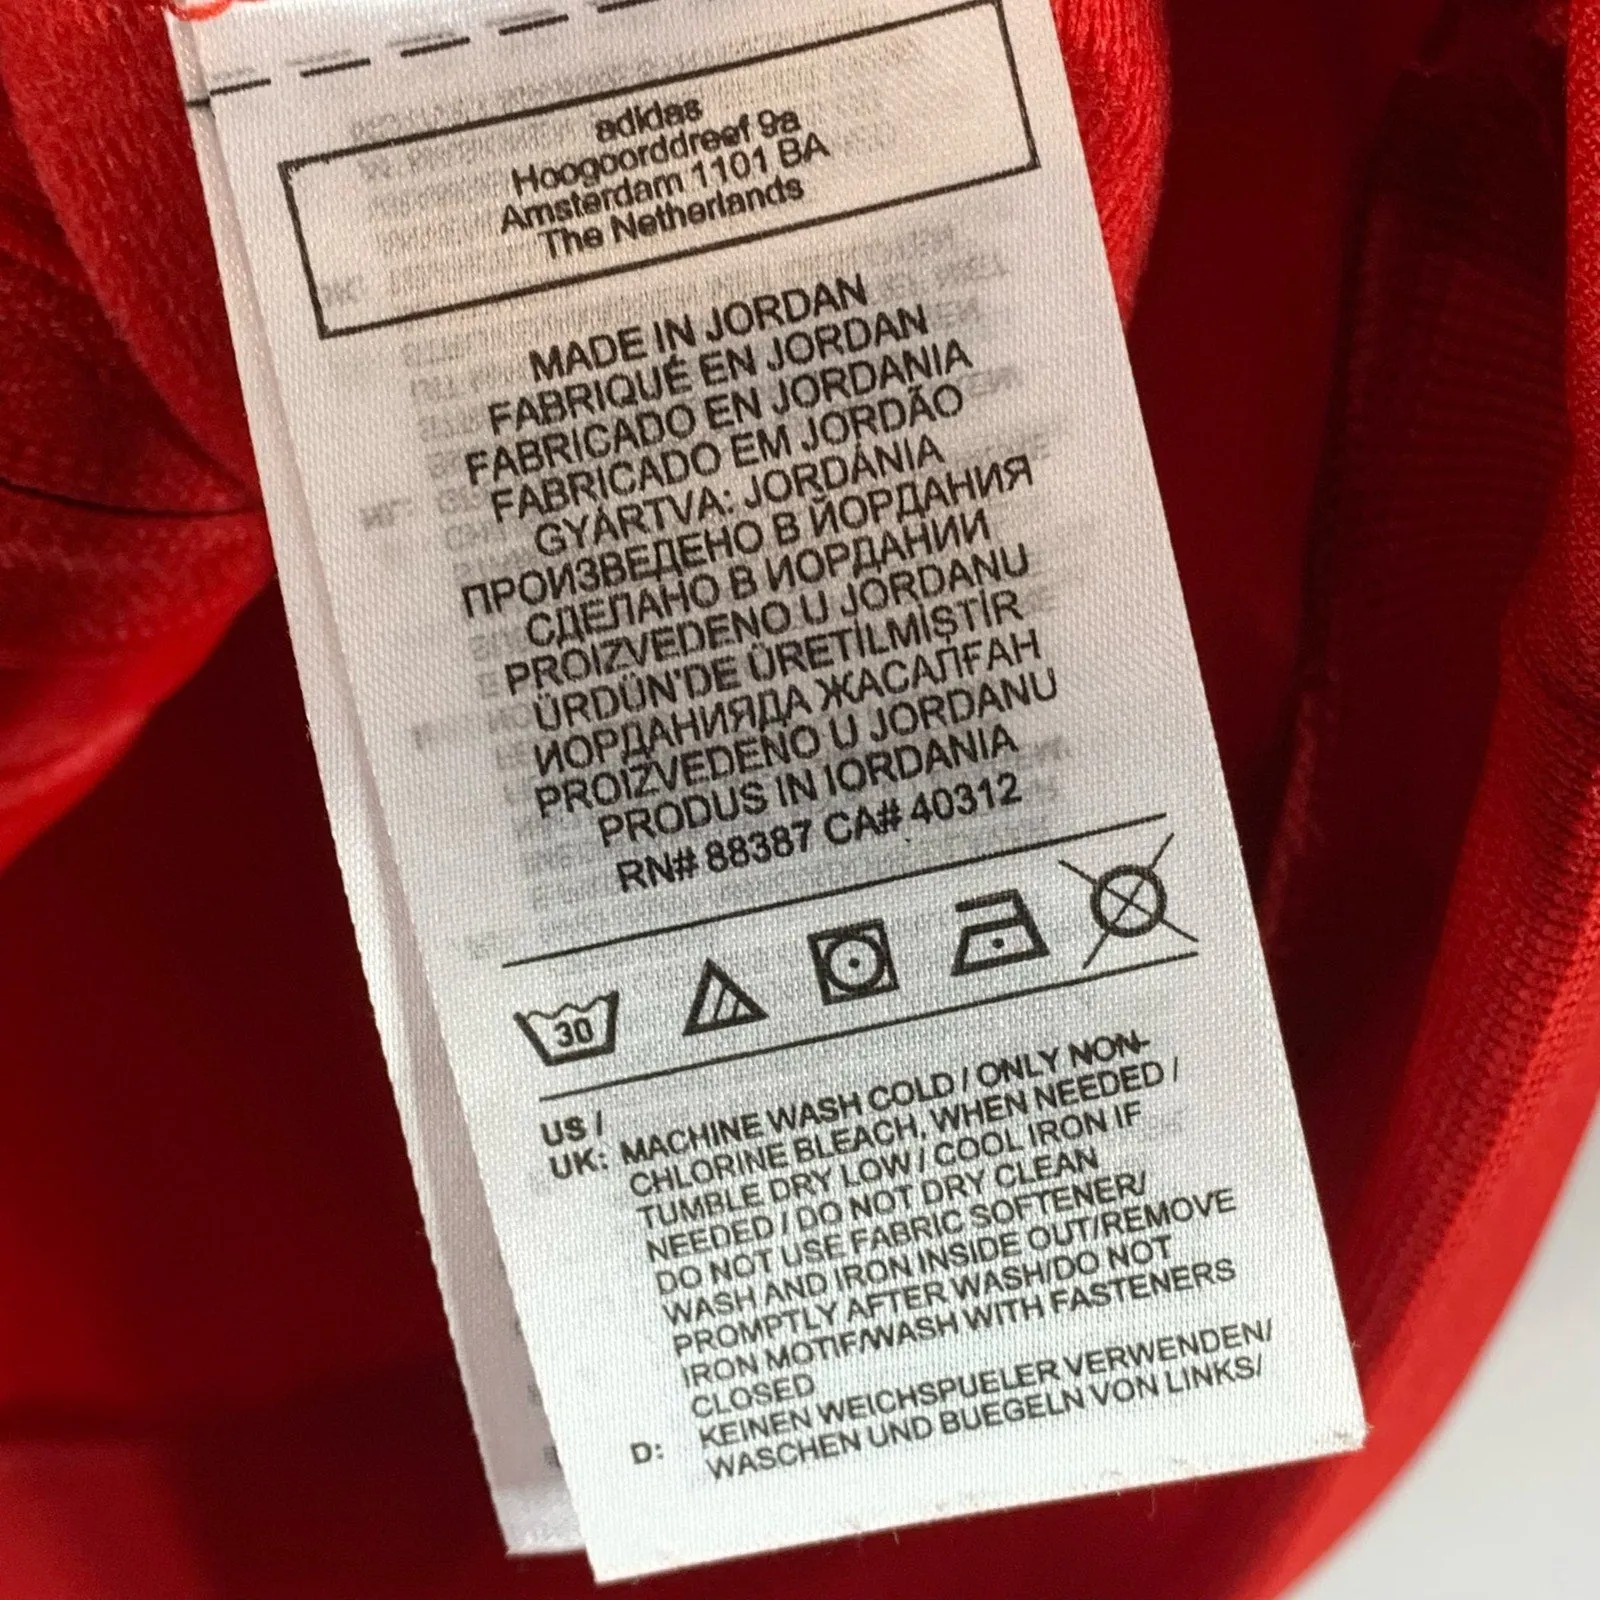 adidas
Hoogoorddreef 9a
Amsterdam 1101 BA
The Netherlands
MADE IN JORDAN
FABRIQUÉ EN JORDAN
FABRICADO EN JORDANIA
FABRICADO EM JORDÃO
GYÁRTVA: JORDÁNIA
ПРОИЗВЕДЕНО В ЙОРДАНИЯ
СДЕЛАНО В ИОРДАНИИ
PROIZVEDENO U JORDANU
ÜRDÜN'DE ÜRETİLMİŞTİR
ИОРДАНИЯДА ЖАСАЛҒАН
PROIZVEDENO U JORDANU
PRODUS IN IORDANIA
RN# 88387 CA# 40312
30
US /
UK: MACHINE WASH COLD / ONLY NON-
CHLORINE BLEACH, WHEN NEEDED /
TUMBLE DRY LOW / COOL IRON IF
NEEDED / DO NOT DRY CLEAN
DO NOT USE FABRIC SOFTENER/
WASH AND IRON INSIDE OUT/REMOVE
PROMPTLY AFTER WASH/DO NOT
IRON MOTIF/WASH WITH FASTENERS
CLOSED
D: KEINEN WEICHSPUELER VERWENDEN/
WASCHEN UND BUEGELN VON LINKS/